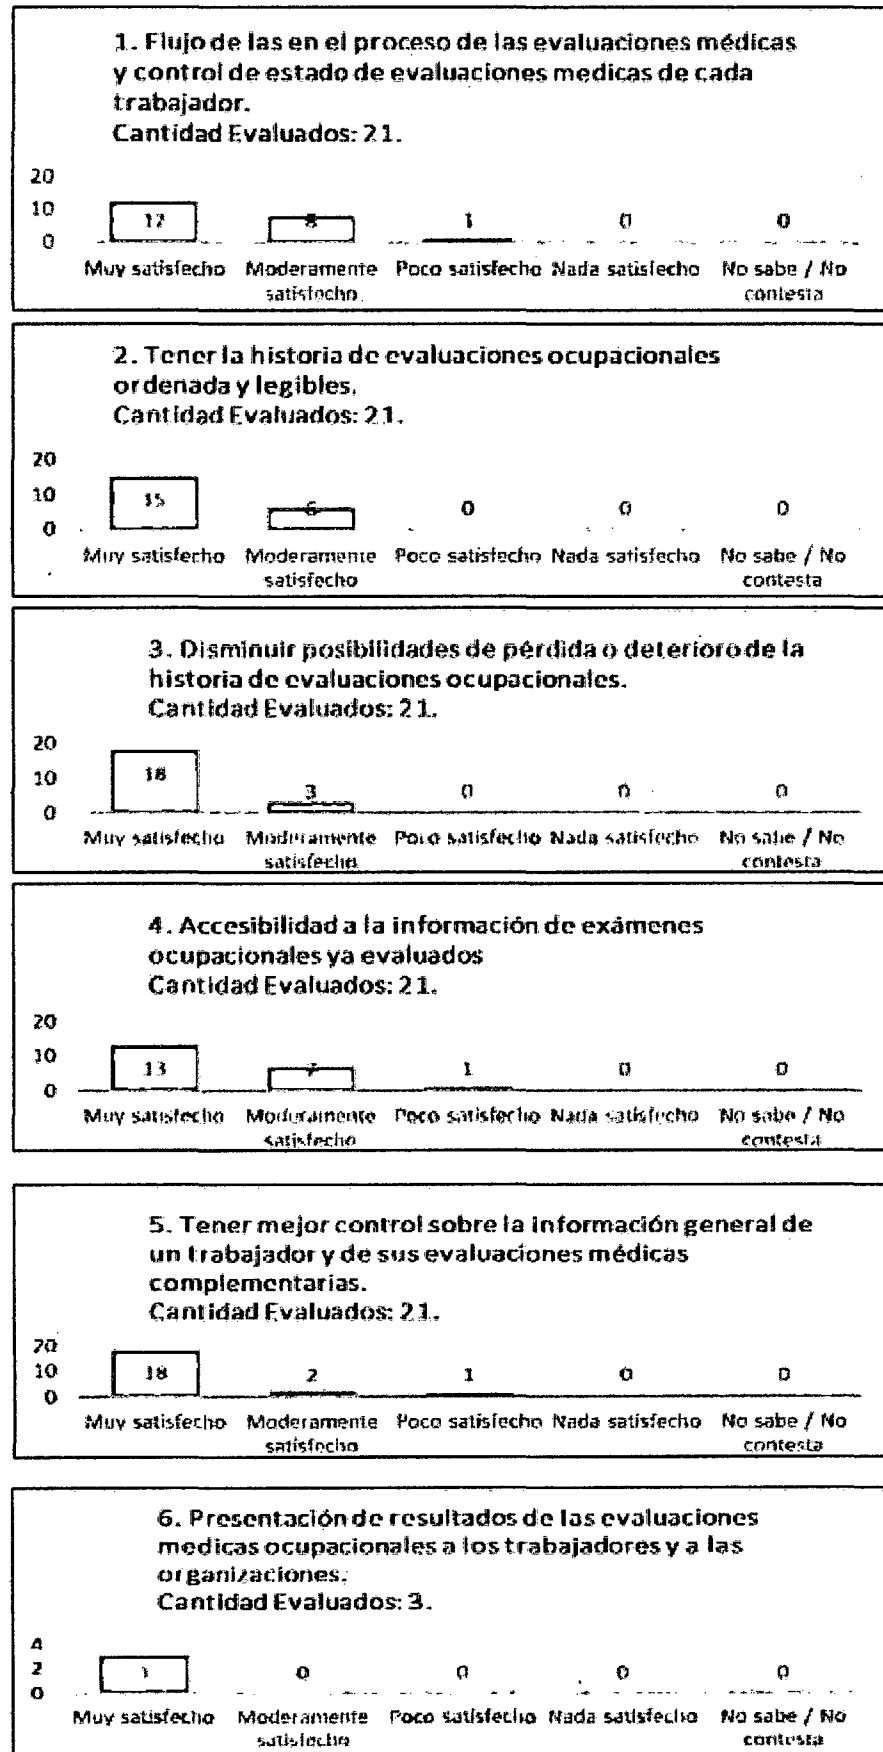 1. Flujo de las en el proceso de las evaluaciones médicas
y control de estado de evaluaciones medicas de cada
trabajador.
Cantidad Evaluados: 21.
20
10
0
12 8 1 0 0
Muy satisfecho Moderamente satisfecho Poco satisfecho Nada satisfecho No sabe / No contesta
2. Tener la historia de evaluaciones ocupacionales
ordenada y legibles.
Cantidad Evaluados: 21.
20
10
0
15 6 0 0 0
Muy satisfecho Moderamente satisfecho Poco satisfecho Nada satisfecho No sabe / No contesta
3. Disminuir posibilidades de pérdida o deterioro de la
historia de evaluaciones ocupacionales.
Cantidad Evaluados: 21.
20
10
0
18 3 0 0 0
Muy satisfecho Moderamente satisfecho Poco satisfecho Nada satisfecho No sabe / No contesta
4. Accesibilidad a la información de exámenes
ocupacionales ya evaluados
Cantidad Evaluados: 21.
20
10
0
13 7 1 0 0
Muy satisfecho Moderamente satisfecho Poco satisfecho Nada satisfecho No sabe / No contesta
5. Tener mejor control sobre la información general de
un trabajador y de sus evaluaciones médicas
complementarias.
Cantidad Evaluados: 21.
20
10
0
18 2 1 0 0
Muy satisfecho Moderamente satisfecho Poco satisfecho Nada satisfecho No sabe / No contesta
6. Presentación de resultados de las evaluaciones
medicas ocupacionales a los trabajadores y a las
organizaciones.
Cantidad Evaluados: 3.
4
2
0
0 0 0 0
Muy satisfecho Moderamente satisfecho Poco satisfecho Nada satisfecho No sabe / No contesta